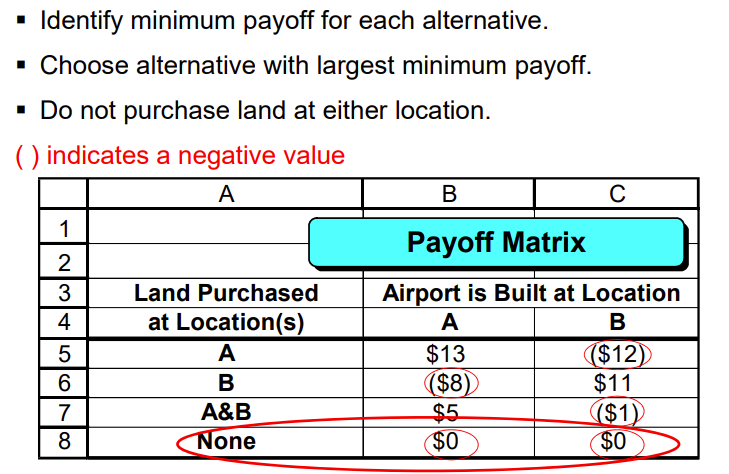 ▪ Identify minimum payoff for each alternative.
▪ Choose alternative with largest minimum payoff.
▪ Do not purchase land at either location.
( ) indicates a negative value
A B C
1
Payoff Matrix
2
3 Land Purchased Airport is Built at Location
4 at Location(s) A B
5 A $13 ($12)
6 B ($8) $11
7 A&B $5 ($1)
8 None $0 $0